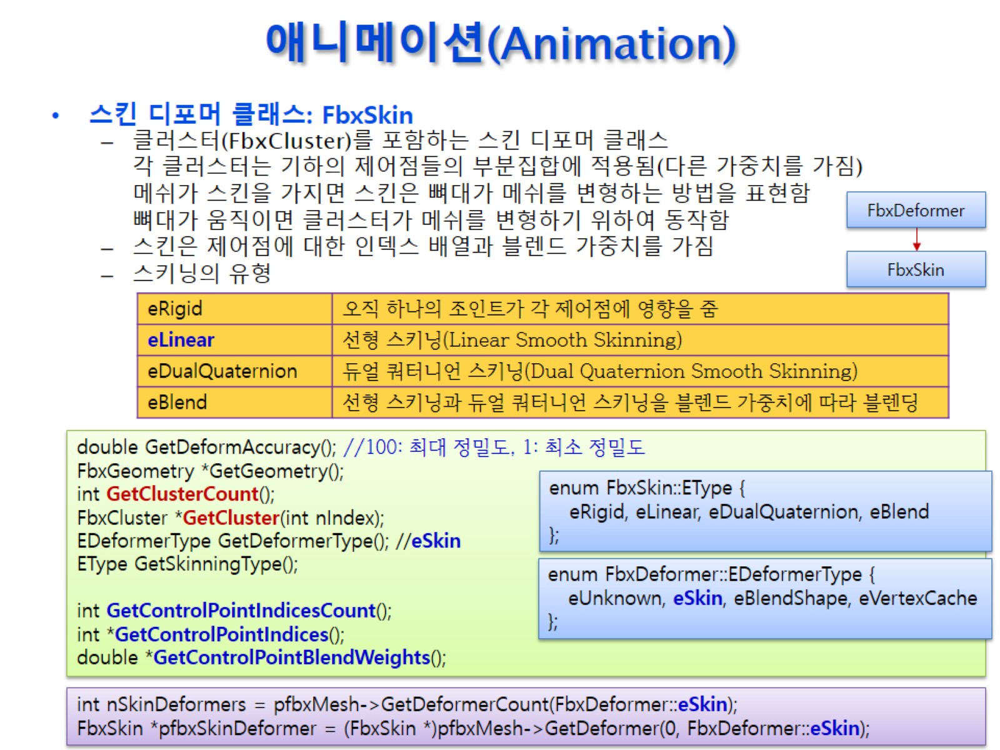 애니메이션(Animation)
• 스킨 디포머 클래스: FbxSkin
– 클러스터(FbxCluster)를 포함하는 스킨 디포머 클래스
각 클러스터는 기하의 제어점들의 부분집합에 적용됨(다른 가중치를 가짐)
메쉬가 스킨을 가지면 스킨은 뼈대가 메쉬를 변형하는 방법을 표현함
뼈대가 움직이면 클러스터가 메쉬를 변형하기 위하여 동작함
– 스킨은 제어점에 대한 인덱스 배열과 블렌드 가중치를 가짐
– 스키닝의 유형
FbxDeformer
FbxSkin
eRigid 오직 하나의 조인트가 각 제어점에 영향을 줌
eLinear 선형 스키닝(Linear Smooth Skinning)
eDualQuaternion 듀얼 쿼터니언 스키닝(Dual Quaternion Smooth Skinning)
eBlend 선형 스키닝과 듀얼 쿼터니언 스키닝을 블렌드 가중치에 따라 블렌딩
double GetDeformAccuracy(); //100: 최대 정밀도, 1: 최소 정밀도
FbxGeometry *GetGeometry();
int GetClusterCount();
FbxCluster *GetCluster(int nIndex);
EDeformerType GetDeformerType(); //eSkin
EType GetSkinningType();
int GetControlPointIndicesCount();
int *GetControlPointIndices();
double *GetControlPointBlendWeights();
enum FbxSkin::EType {
eRigid, eLinear, eDualQuaternion, eBlend
};
enum FbxDeformer::EDeformerType {
eUnknown, eSkin, eBlendShape, eVertexCache
};
int nSkinDeformers = pfbxMesh->GetDeformerCount(FbxDeformer::eSkin);
FbxSkin *pfbxSkinDeformer = (FbxSkin *)pfbxMesh->GetDeformer(0, FbxDeformer::eSkin);